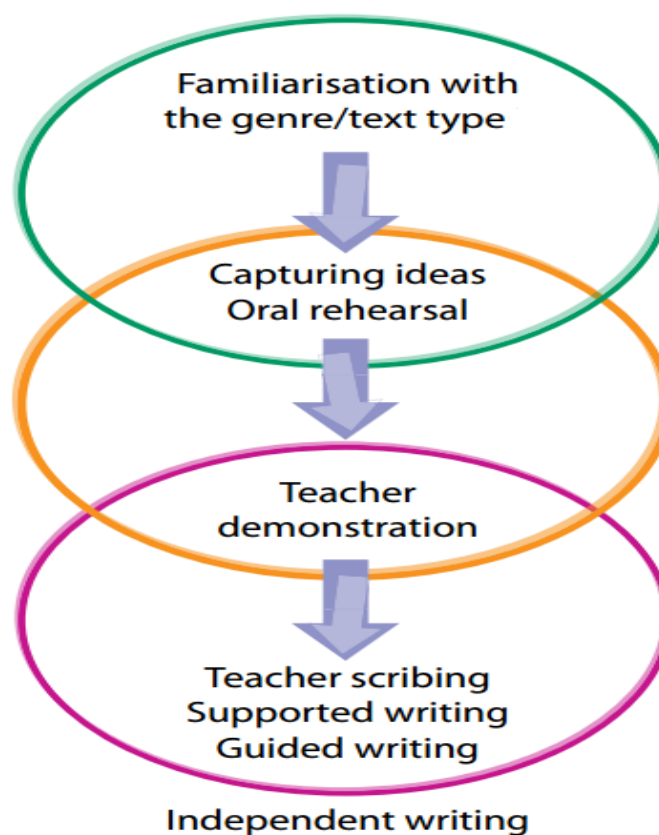 Familiarisation with
the genre/text type
Capturing ideas
Oral rehearsal
Teacher
demonstration
Teacher scribing
Supported writing
Guided writing
Independent writing